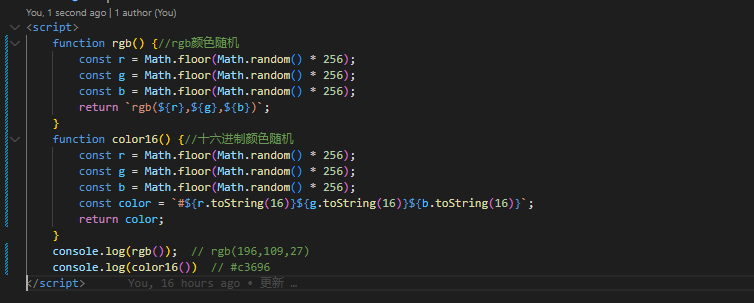 You, 1 second ago | 1 author (You)
<script>
function rgb() {//rgb颜色随机
const r = Math.floor(Math.random() * 256);
const g = Math.floor(Math.random() * 256);
const b = Math.floor(Math.random() * 256);
return `rgb(${r},${g},${b})`;
}
function color16() {//十六进制颜色随机
const r = Math.floor(Math.random() * 256);
const g = Math.floor(Math.random() * 256);
const b = Math.floor(Math.random() * 256);
const color = `#${r.toString(16)}${g.toString(16)}${b.toString(16)}`;
return color;
}
console.log(rgb());  // rgb(196,109,27)
console.log(color16())  // #c3696
</script>      You, 16 hours ago • 更新 …